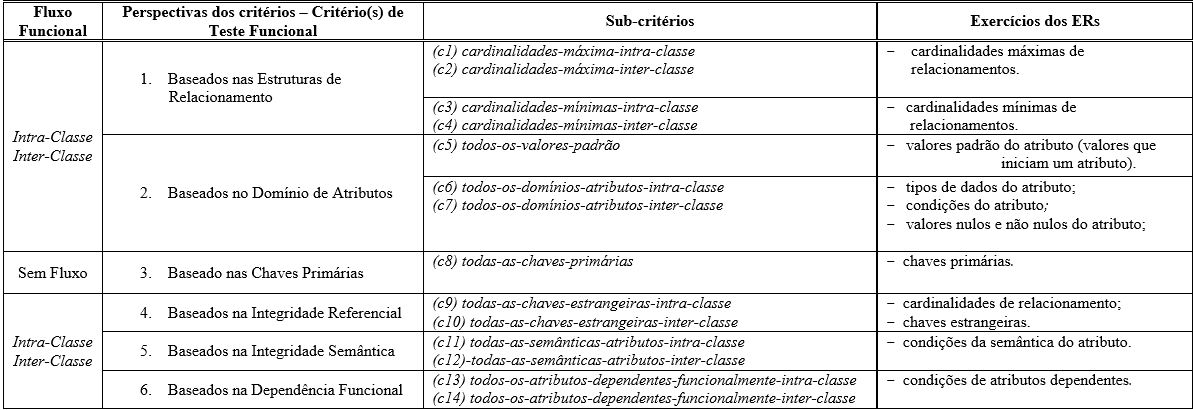 Fluxo Funcional
Perspectivas dos critérios – Critério(s) de Teste Funcional
Sub-critérios
Exercícios dos ERs
Intra-Classe
Inter-Classe
1. Baseados nas Estruturas de Relacionamento
(c1) cardinalidades-máxima-intra-classe
(c2) cardinalidades-máxima-inter-classe
– cardinalidades máximas de
relacionamentos.
(c3) cardinalidades-mínimas-intra-classe
(c4) cardinalidades-mínimas-inter-classe
– cardinalidades mínimas de
relacionamentos.
2. Baseados no Domínio de Atributos
(c5) todos-os-valores-padrão
– valores padrão do atributo (valores que
iniciam um atributo).
(c6) todos-os-domínios-atributos-intra-classe
(c7) todos-os-domínios-atributos-inter-classe
– tipos de dados do atributo;
– condições do atributo;
– valores nulos e não nulos do atributo;
Sem Fluxo
3. Baseado nas Chaves Primárias
(c8) todas-as-chaves-primárias
– chaves primárias.
Intra-Classe
Inter-Classe
4. Baseados na Integridade Referencial
(c9) todas-as-chaves-estrangeiras-intra-classe
(c10) todas-as-chaves-estrangeiras-inter-classe
– cardinalidades de relacionamento;
– chaves estrangeiras.
5. Baseados na Integridade Semântica
(c11) todas-as-semânticas-atributos-intra-classe
(c12)-todas-as-semânticas-atributos-inter-classe
– condições da semântica do atributo.
6. Baseados na Dependência Funcional
(c13) todos-os-atributos-dependentes-funcionalmente-intra-classe
(c14) todos-os-atributos-dependentes-funcionalmente-inter-classe
– condições de atributos dependentes.